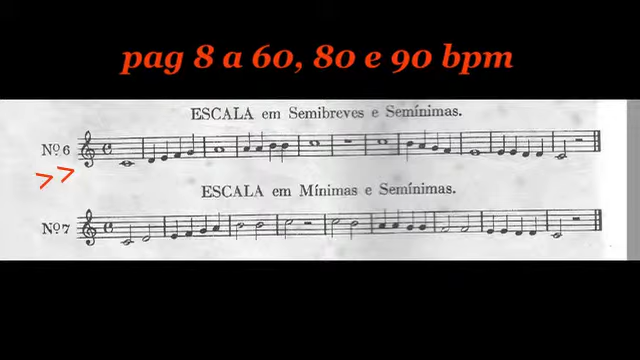 pag 8 a 60, 80 e 90 bpm
ESCALA em Semibreves e Semínimas.
Nº 6
>>
ESCALA em Mínimas e Semínimas.
Nº 7